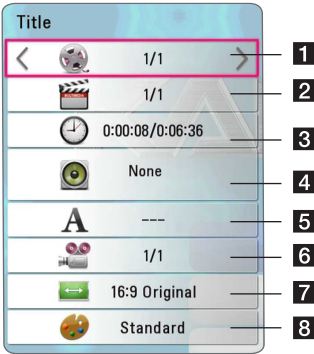 Title
1/1 1
1/1 2
0:00:08/0:06:36 3
None 4
A --- 5
1/1 6
16:9 Original 7
Standard 8